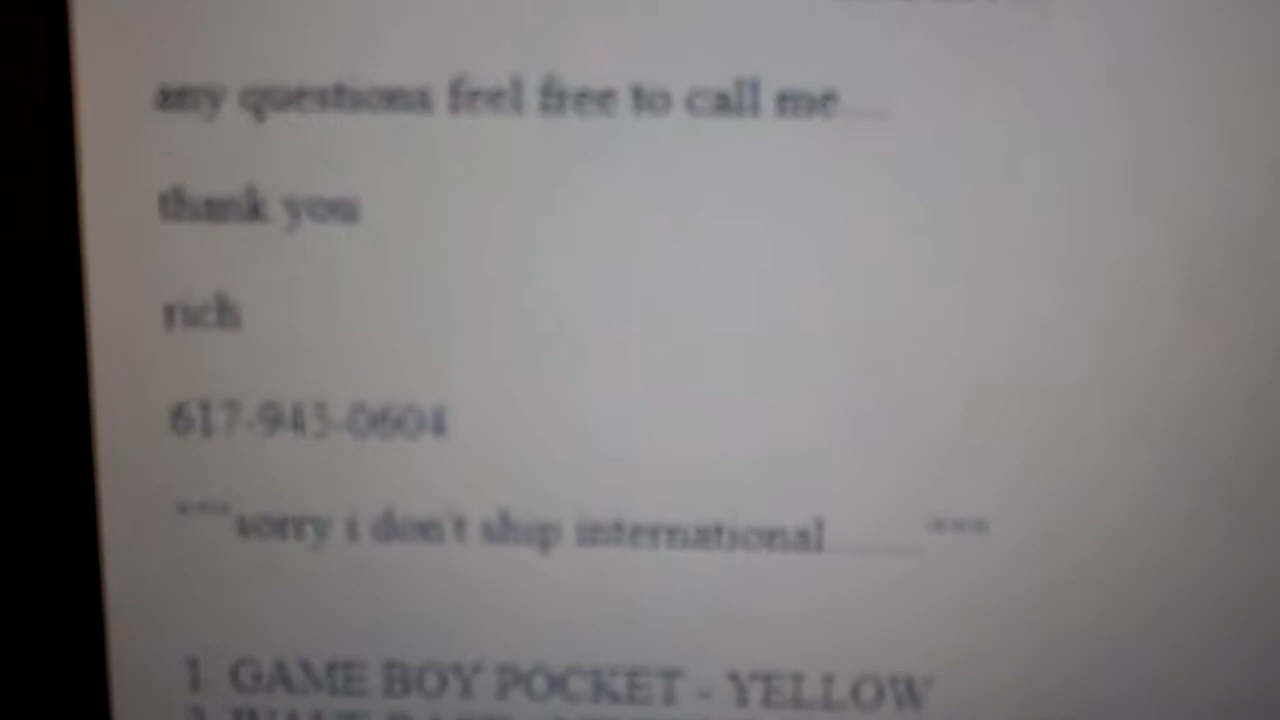 any questions feel free to call me.....
thank you
rich
617-945-0604
***sorry i don't ship international.........***
1 GAME BOY POCKET - YELLOW